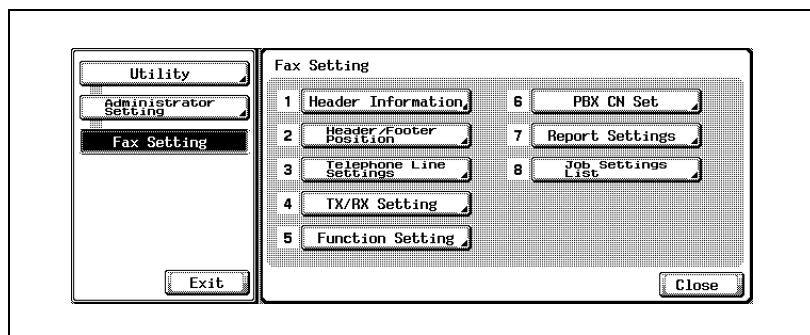 Utility
Administrator
Setting
Fax Setting
Exit
Fax Setting
1 Header Information
2 Header/Footer
Position
3 Telephone Line
Settings
4 TX/RX Setting
5 Function Setting
6 PBX CN Set
7 Report Settings
8 Job Settings
List
Close